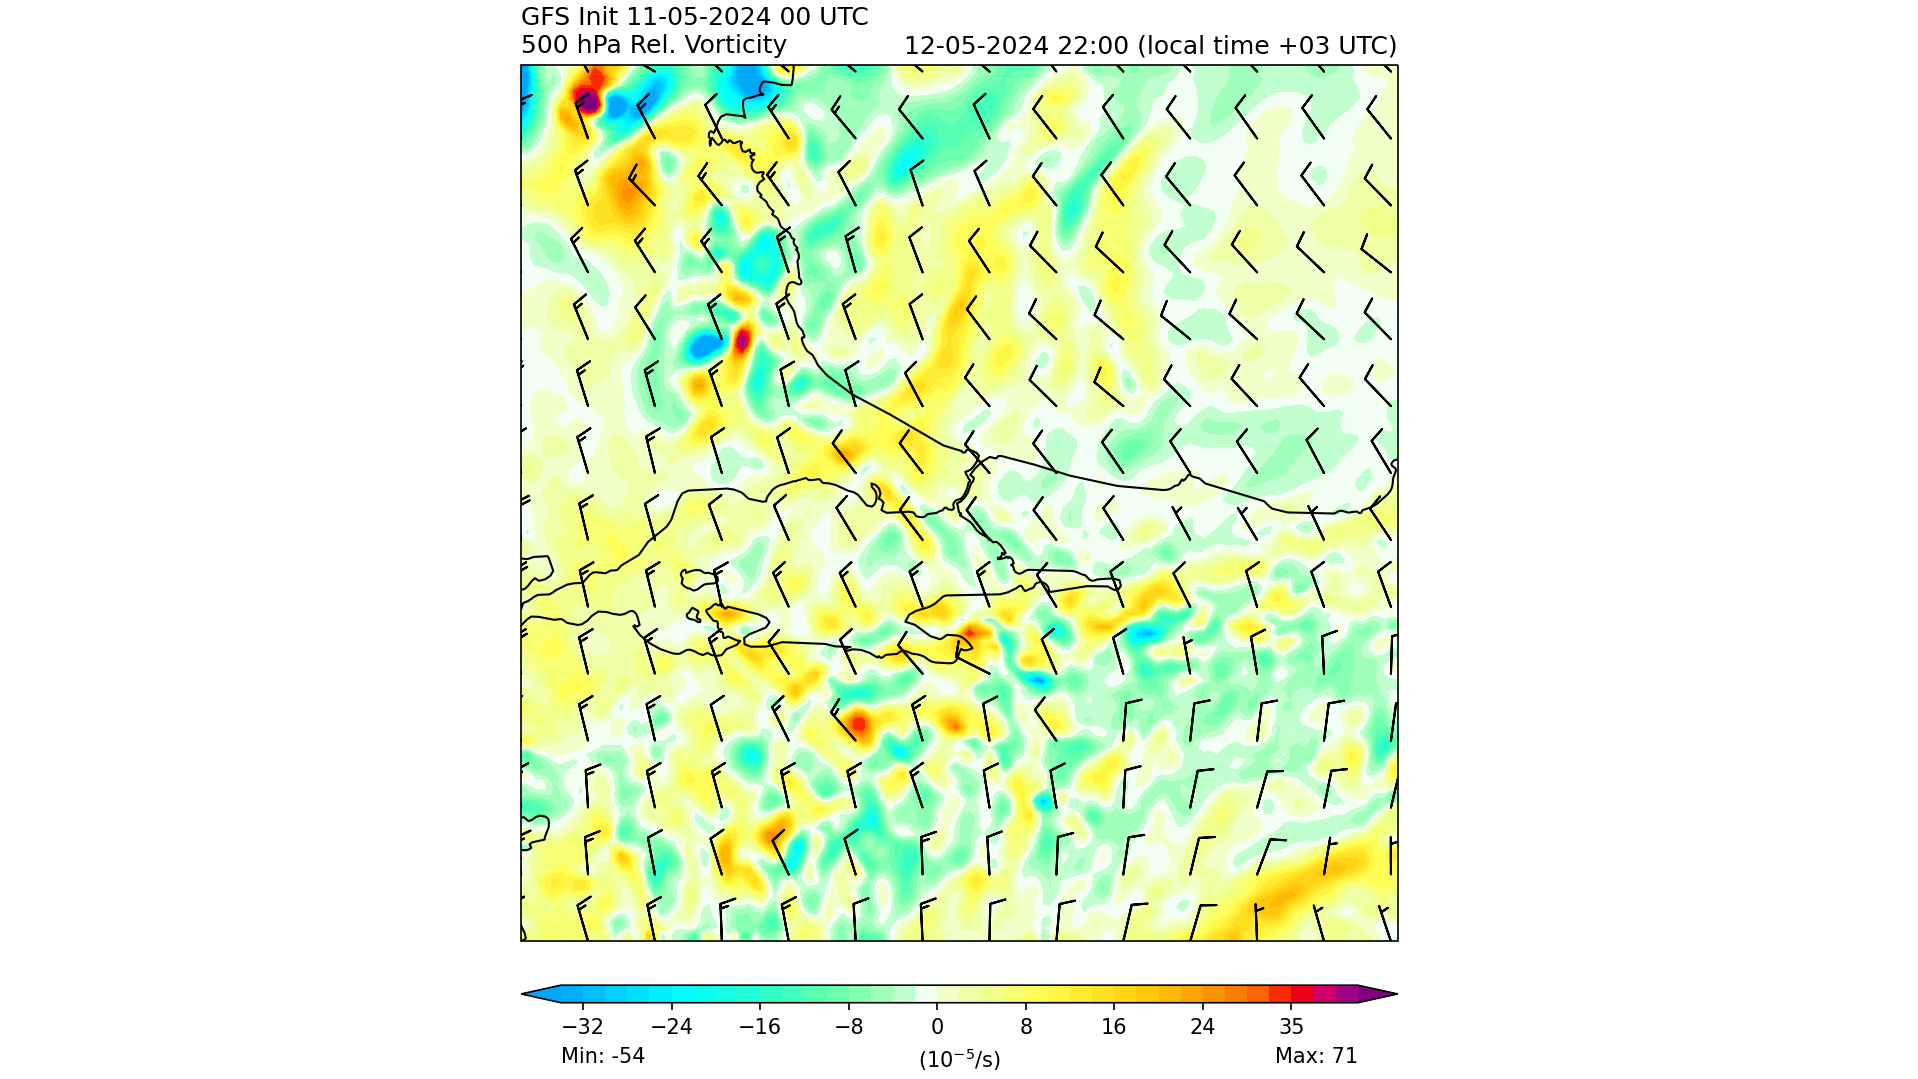 GFS Init 11-05-2024 00 UTC
500 hPa Rel. Vorticity
12-05-2024 22:00 (local time +03 UTC)
−32 −24 −16 −8 0 8 16 24 35
Min: -54
(10⁻⁵/s)
Max: 71